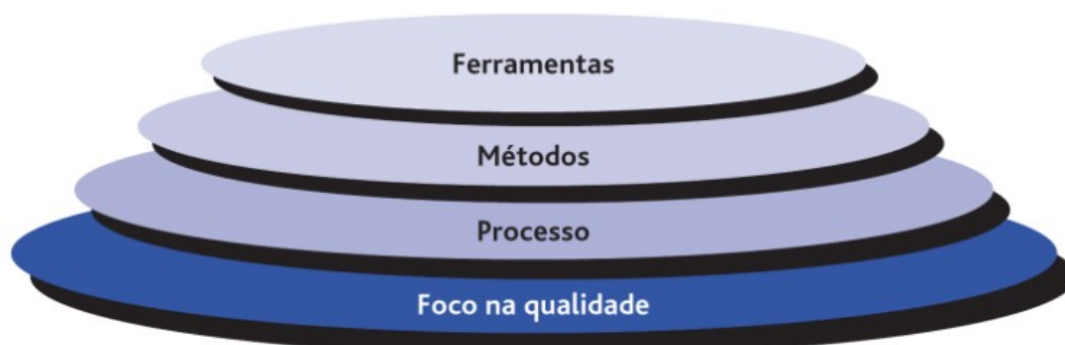 Ferramentas
Métodos
Processo
Foco na qualidade